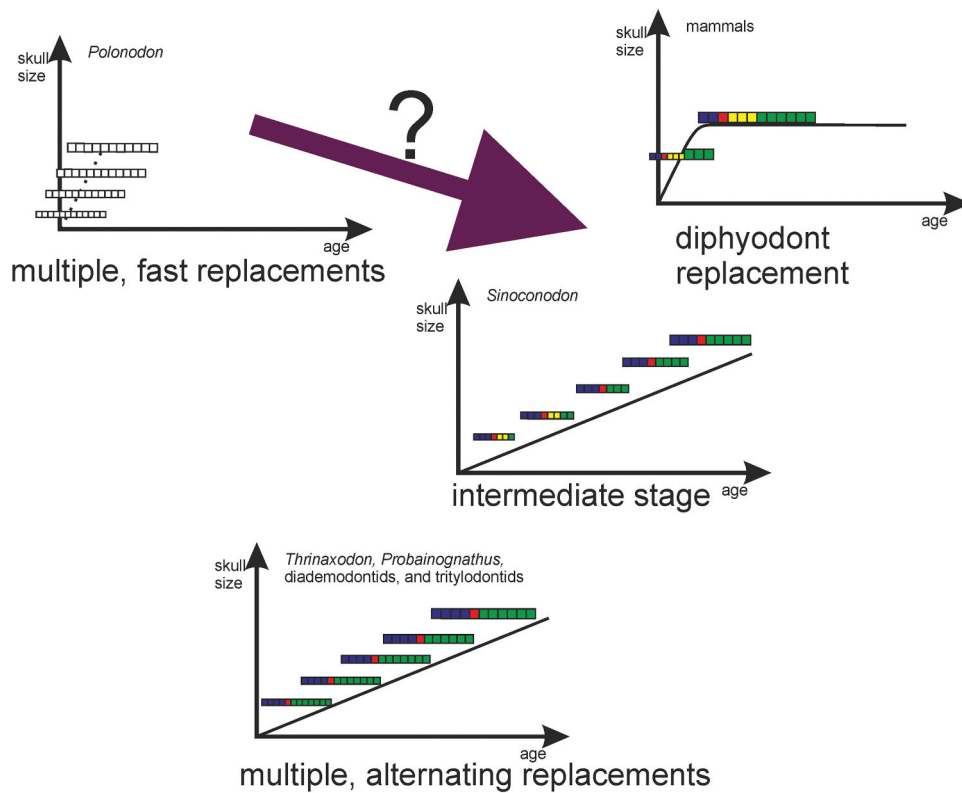 skull
size
Polonodon
age
multiple, fast replacements
?
skull
size
mammals
age
diphyodont
replacement
skull
size
Sinoconodon
intermediate stage
age
skull
size
Thrinaxodon, Probainognathus,
diademodontids, and tritylodontids
age
multiple, alternating replacements